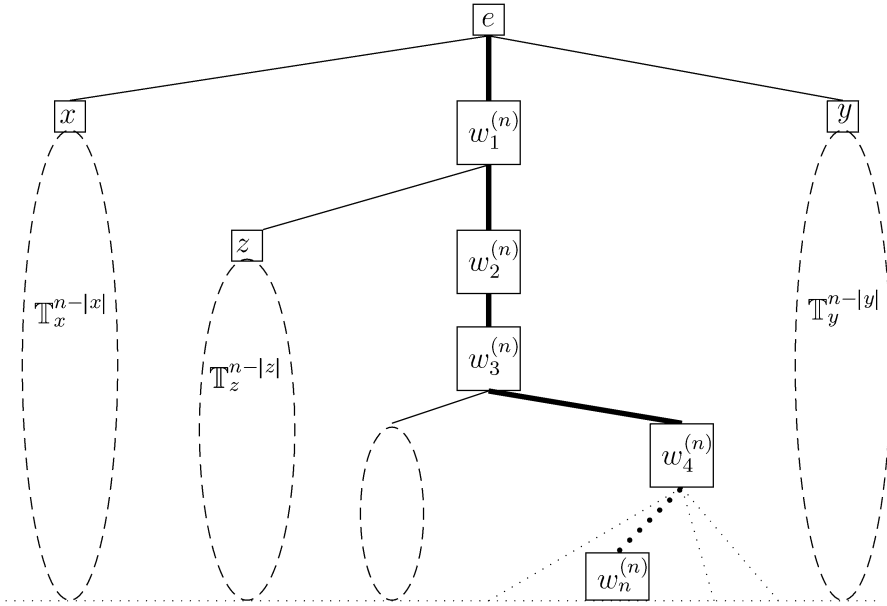 e
x
w_1^{(n)}
y
z
w_2^{(n)}
𝕋_x^{n-|x|}
𝕋_y^{n-|y|}
w_3^{(n)}
𝕋_z^{n-|z|}
w_4^{(n)}
w_n^{(n)}